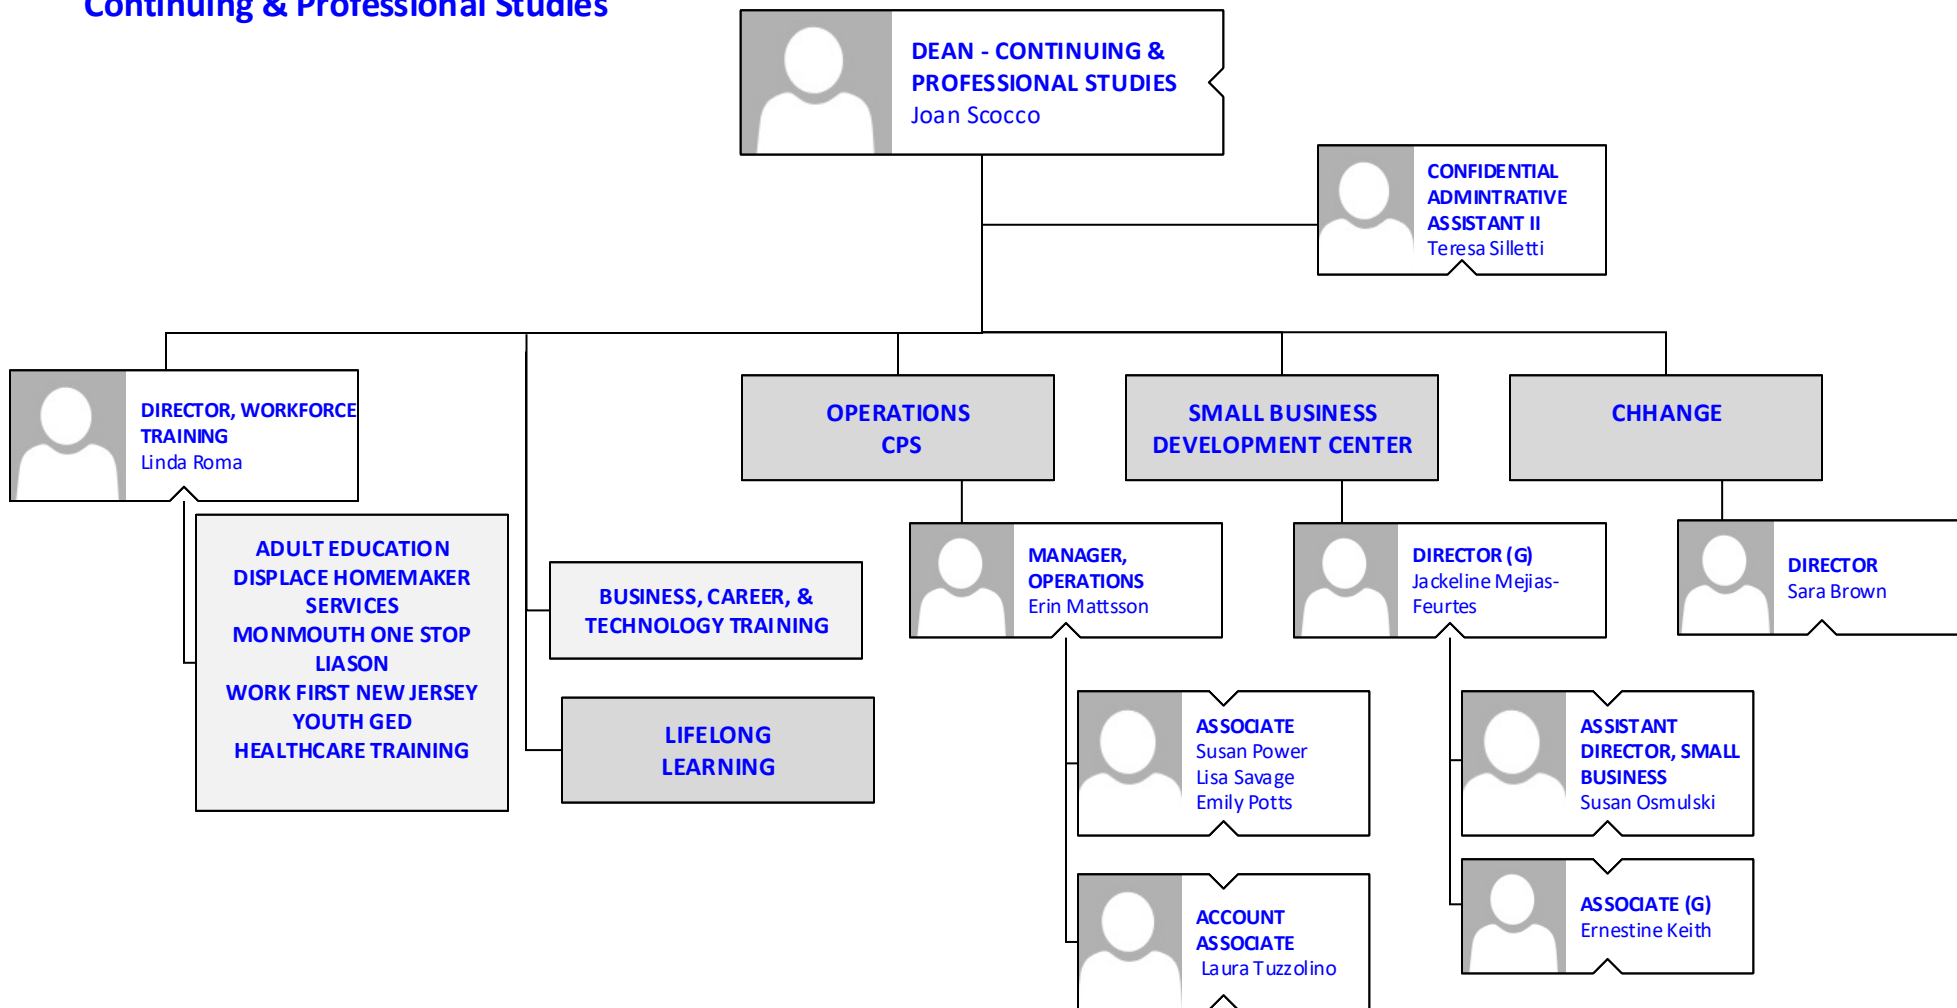 Continuing & Professional Studies
DEAN - CONTINUING &
PROFESSIONAL STUDIES
Joan Scocco
CONFIDENTIAL
ADMINTRATIVE
ASSISTANT II
Teresa Silletti
DIRECTOR, WORKFORCE
TRAINING
Linda Roma
ADULT EDUCATION
DISPLACE HOMEMAKER
SERVICES
MONMOUTH ONE STOP
LIASON
WORK FIRST NEW JERSEY
YOUTH GED
HEALTHCARE TRAINING
BUSINESS, CAREER, &
TECHNOLOGY TRAINING
LIFELONG
LEARNING
OPERATIONS
CPS
MANAGER,
OPERATIONS
Erin Mattsson
ASSOCIATE
Susan Power
Lisa Savage
Emily Potts
ACCOUNT
ASSOCIATE
Laura Tuzzolino
SMALL BUSINESS
DEVELOPMENT CENTER
DIRECTOR (G)
Jackeline Mejias-
Feurtes
ASSISTANT
DIRECTOR, SMALL
BUSINESS
Susan Osmulski
ASSOCIATE (G)
Ernestine Keith
CHHANGE
DIRECTOR
Sara Brown